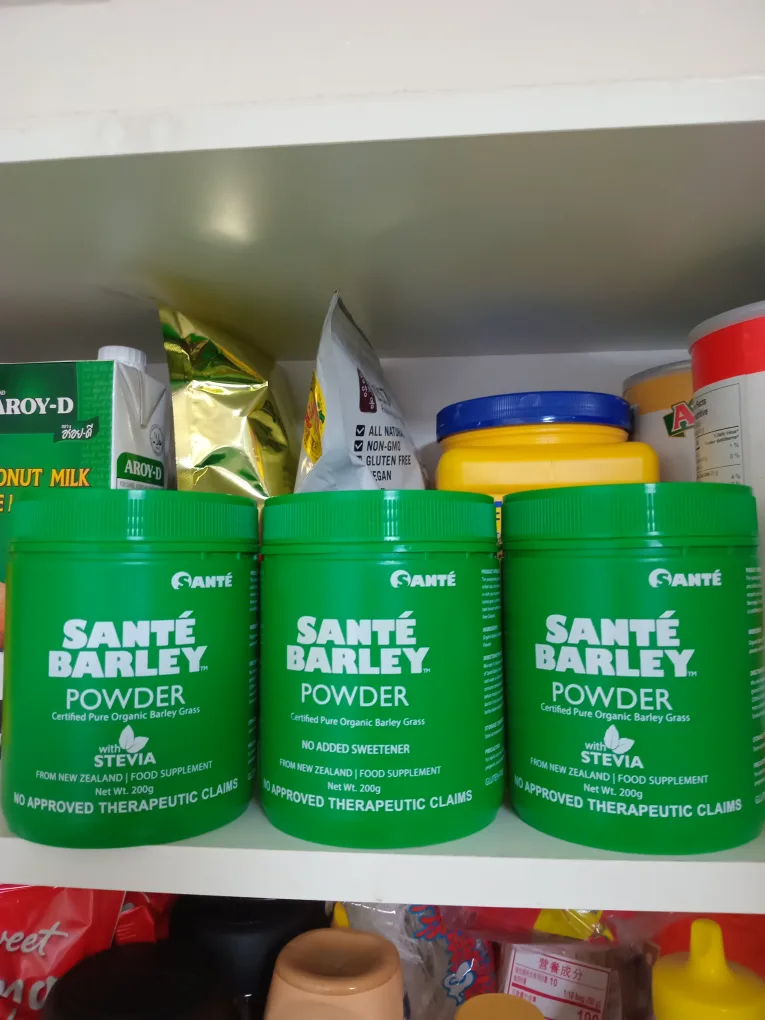 AROY-D
อร่อย-ดี
ONUT MILK
E!
AROY-D
ALL NATU
NON-GMO
GLUTEN FREE
EGAN
A
SANTÉ
SANTÉ
BARLEY™
POWDER
Certified Pure Organic Barley Grass
with
STEVIA
FROM NEW ZEALAND | FOOD SUPPLEMENT
Net Wt. 200g
NO APPROVED THERAPEUTIC CLAIMS
SANTÉ
SANTÉ
BARLEY™
POWDER
Certified Pure Organic Barley Grass
NO ADDED SWEETENER
FROM NEW ZEALAND | FOOD SUPPLEMENT
Net Wt. 200g
NO APPROVED THERAPEUTIC CLAIMS
SANTÉ
SANTÉ
BARLEY™
POWDER
Certified Pure Organic Barley Grass
with
STEVIA
FROM NEW ZEALAND | FOOD SUPPLEMENT
Net Wt. 200g
NO APPROVED THERAPEUTIC CLAIMS
weet
營養成分